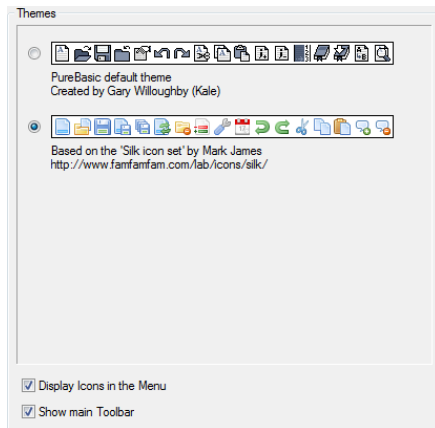 Themes
PureBasic default theme
Created by Gary Willoughby (Kale)
Based on the 'Silk icon set' by Mark James
http://www.famfamfam.com/lab/icons/silk/
Display Icons in the Menu
Show main Toolbar